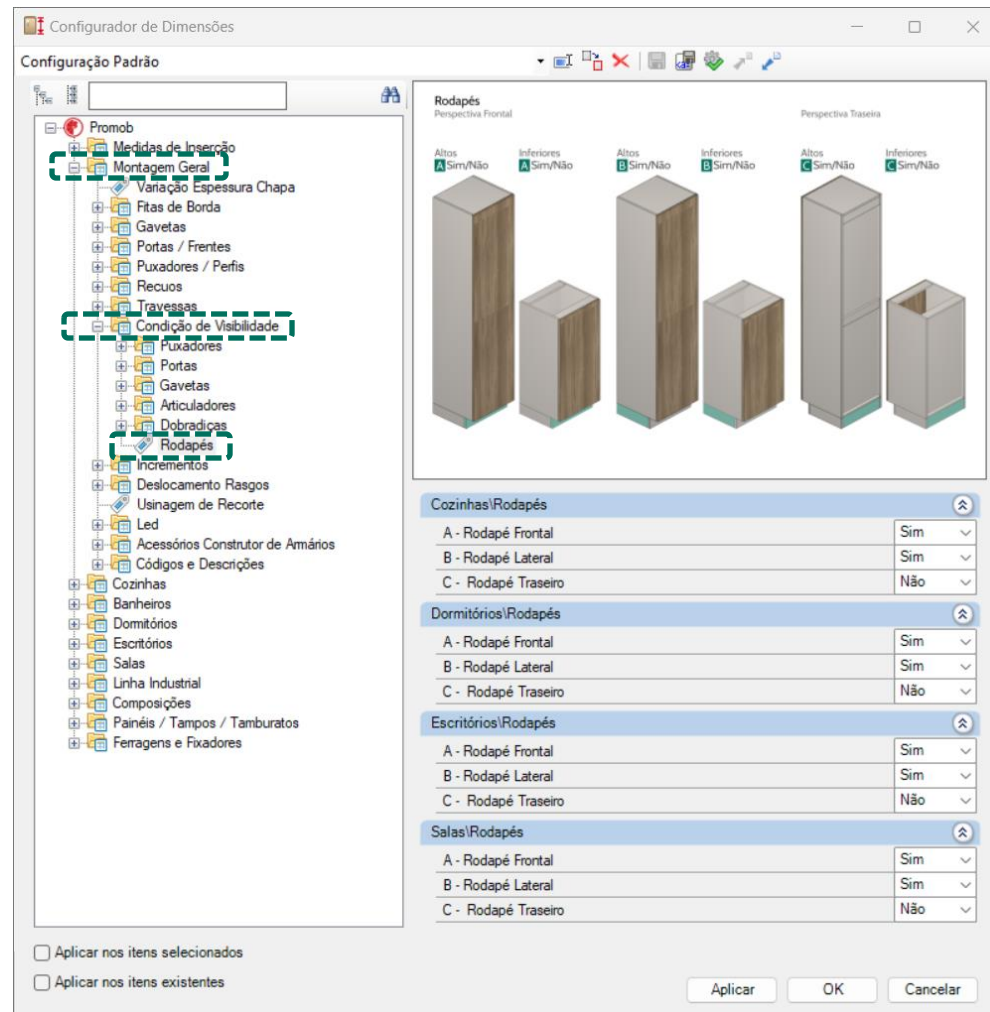 Configurador de Dimensões
Configuração Padrão
Promob
Medidas de Inserção
Montagem Geral
Variação Espessura Chapa
Fitas de Borda
Gavetas
Portas / Frentes
Puxadores / Perfis
Recuos
Travessas
Condição de Visibilidade
Puxadores
Portas
Gavetas
Articuladores
Dobradiças
Rodapés
Incrementos
Deslocamento Rasgos
Usinagem de Recorte
Led
Acessórios Construtor de Armários
Códigos e Descrições
Cozinhas
Banheiros
Dormitórios
Escritórios
Salas
Linha Industrial
Composições
Painéis / Tampos / Tamburatos
Ferragens e Fixadores
Rodapés
Perspectiva Frontal Perspectiva Traseira
Altos Inferiores Altos Inferiores Altos Inferiores
A Sim/Não A Sim/Não B Sim/Não B Sim/Não C Sim/Não C Sim/Não
Cozinhas\Rodapés
A - Rodapé Frontal Sim
B - Rodapé Lateral Sim
C - Rodapé Traseiro Não
Dormitórios\Rodapés
A - Rodapé Frontal Sim
B - Rodapé Lateral Sim
C - Rodapé Traseiro Não
Escritórios\Rodapés
A - Rodapé Frontal Sim
B - Rodapé Lateral Sim
C - Rodapé Traseiro Não
Salas\Rodapés
A - Rodapé Frontal Sim
B - Rodapé Lateral Sim
C - Rodapé Traseiro Não
Aplicar nos itens selecionados
Aplicar nos itens existentes
Aplicar OK Cancelar